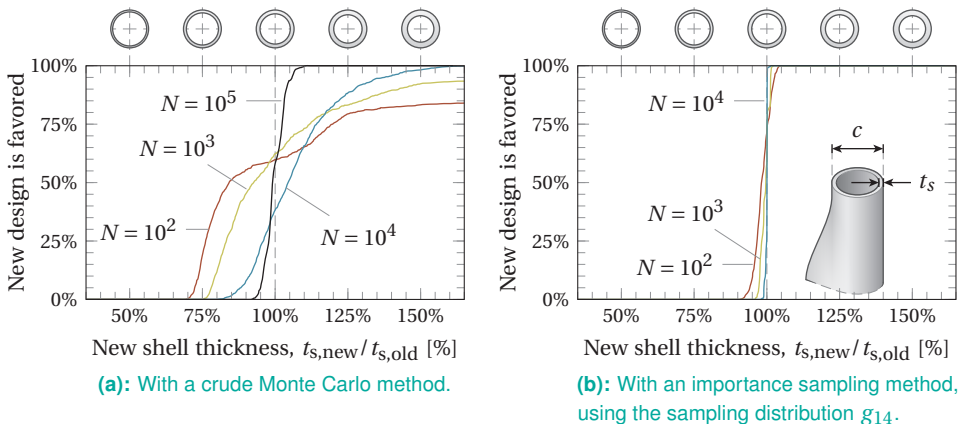 100%
75%
50%
25%
0%
New design is favored
N = 10^5
N = 10^3
N = 10^2
N = 10^4
50%
75%
100%
125%
150%
New shell thickness, t_s,new/t_s,old [%]
(a): With a crude Monte Carlo method.
100%
75%
50%
25%
0%
New design is favored
N = 10^4
N = 10^3
N = 10^2
c
t_s
50%
75%
100%
125%
150%
New shell thickness, t_s,new/t_s,old [%]
(b): With an importance sampling method,
using the sampling distribution g_14.